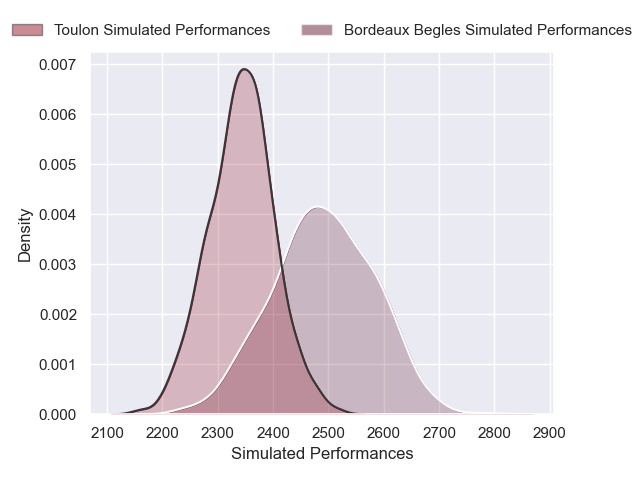 Toulon Simulated Performances
Bordeaux Begles Simulated Performances
0.007
0.006
0.005
0.004
0.003
0.002
0.001
0.000
Density
2100 2200 2300 2400 2500 2600 2700 2800 2900
Simulated Performances